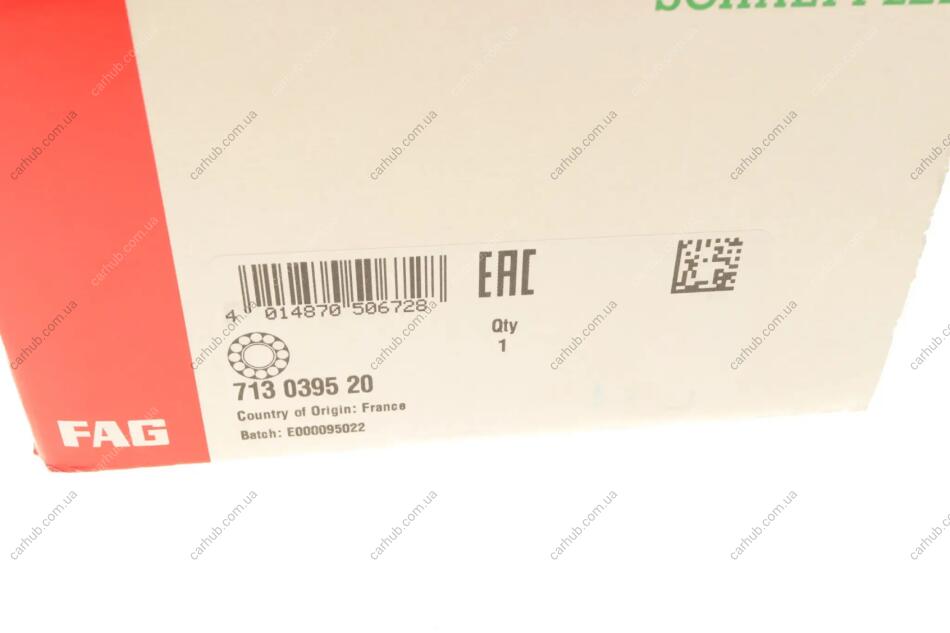 SCHAEFFLER
EAC
4 014870 506728
Qty
1
713 0395 20
Country of Origin: France
Batch: E000095022
FAG
carhub.com.ua